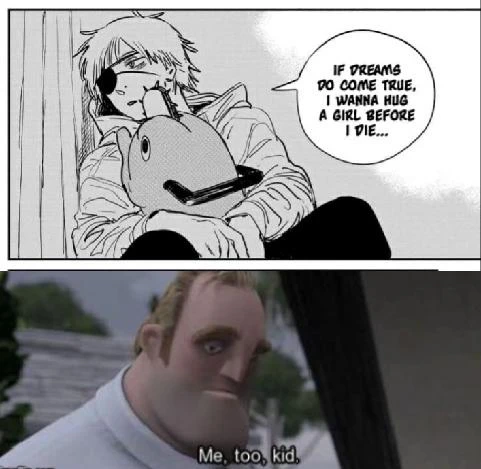 IF DREAMS
DO COME TRUE,
I WANNA HUG
A GIRL BEFORE
I DIE...
Me, too, kid.